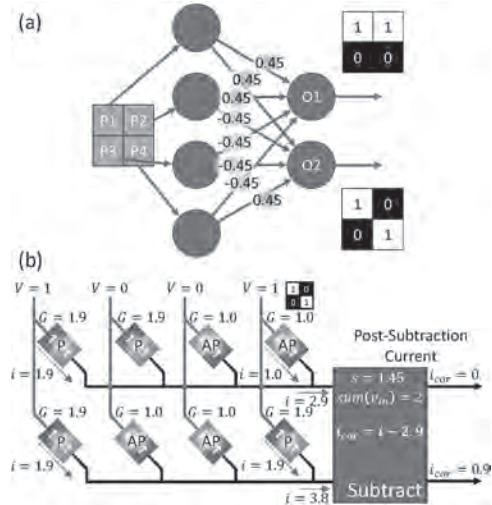 (a)
1 1
0 0
0.45
0.45
0.45
-0.45
-0.45
-0.45
-0.45
0.45
P1 P2
P3 P4
O1
O2
1 0
0 1
(b)
V = 1 V = 0 V = 0 V = 1
1 0
0 1
G = 1.9 G = 1.9 G = 1.0 G = 1.0
P P AP AP
i = 1.9 i = 1.0
i = 2.9
Post-Subtraction
Current
s = 1.45
sum(v_in) = 2
i_cor = i − 2.9
Subtract
i_cor = 0.
i_cor = 0.9
G = 1.9 G = 1.0 G = 1.0 G = 1.9
P AP AP P
i = 1.9 i = 1.9
i = 3.8